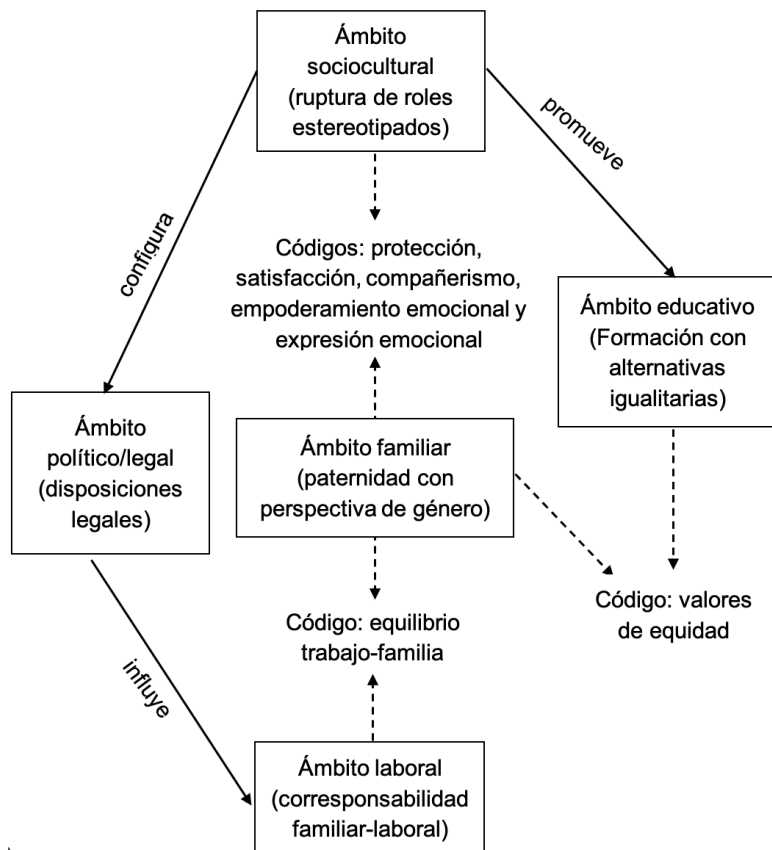 Ámbito
sociocultural
(ruptura de roles
estereotipados)
promueve
configura
Códigos: protección,
satisfacción, compañerismo,
empoderamiento emocional y
expresión emocional
Ámbito educativo
(Formación con
alternativas
igualitarias)
Ámbito
político/legal
(disposiciones
legales)
Ámbito familiar
(paternidad con
perspectiva de género)
Código: valores
de equidad
Código: equilibrio
trabajo-familia
influye
Ámbito laboral
(corresponsabilidad
familiar-laboral)